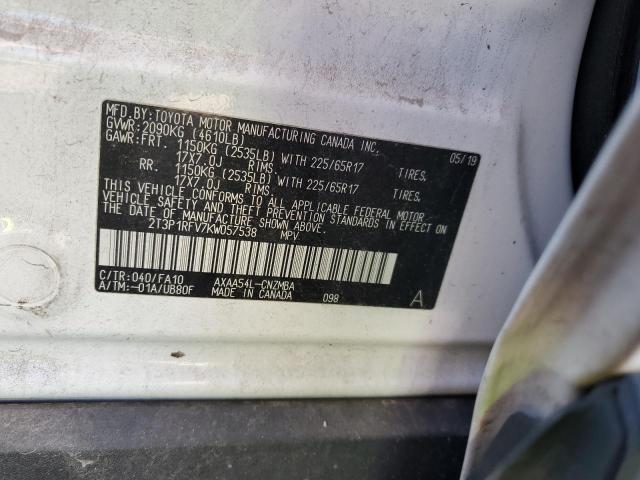 MFD.BY: TOYOTA MOTOR MANUFACTURING CANADA INC. 05/19
GVWR: 2090KG (4610LB)
GAWR: FRT. 1150KG (2535LB) WITH 225/65R17 TIRES.
17X7.0J RIMS.
RR. 1150KG (2535LB) WITH 225/65R17 TIRES.
17X7.0J RIMS.
THIS VEHICLE CONFORMS TO ALL APPLICABLE FEDERAL MOTOR
VEHICLE SAFETY AND THEFT PREVENTION STANDARDS IN EFFECT ON
THE DATE OF MANUFACTURE SHOWN ABOVE.
2T3P1RFV7KW057538 MPV
C/TR: 040/FA10 AXAA54L-CNZMBA
A/TM:-01A/UB80F MADE IN CANADA 098 A